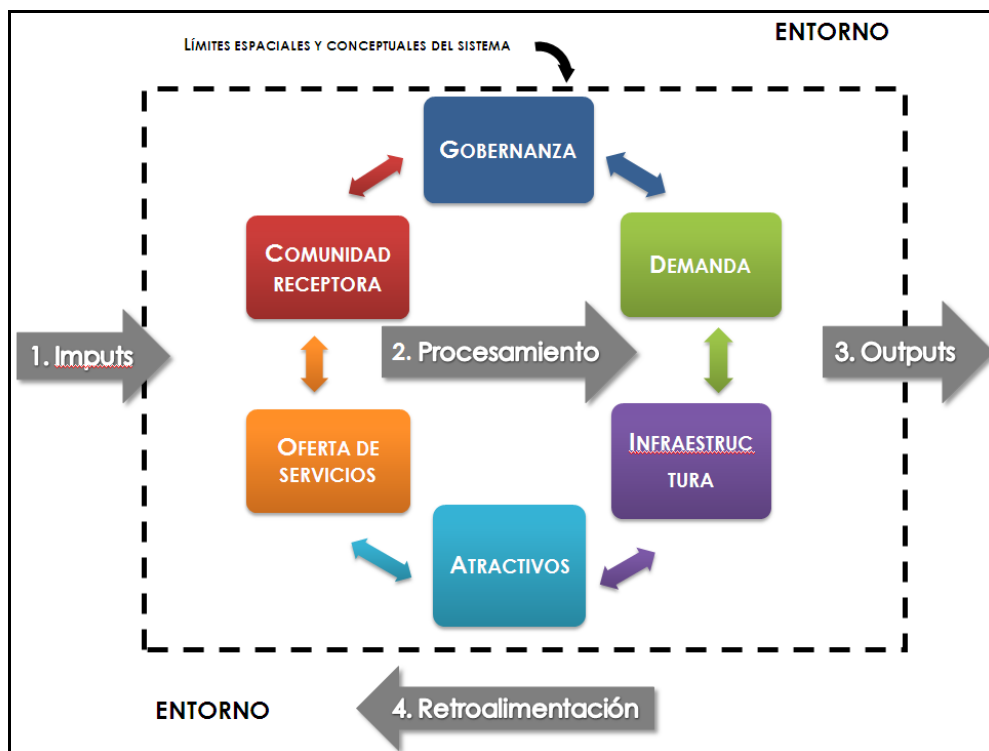 ENTORNO
LÍMITES ESPACIALES Y CONCEPTUALES DEL SISTEMA
GOBERNANZA
COMUNIDAD
RECEPTORA
DEMANDA
1. Imputs
2. Procesamiento
3. Outputs
OFERTA DE
SERVICIOS
INFRAESTRUC
TURA
ATRACTIVOS
ENTORNO
4. Retroalimentación